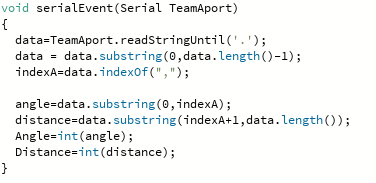 void serialEvent(Serial TeamAport)
{
data=TeamAport.readStringUntil('.');
data = data.substring(0,data.length()-1);
indexA=data.indexOf(",");
angle=data.substring(0,indexA);
distance=data.substring(indexA+1,data.length());
Angle=int(angle);
Distance=int(distance);
}